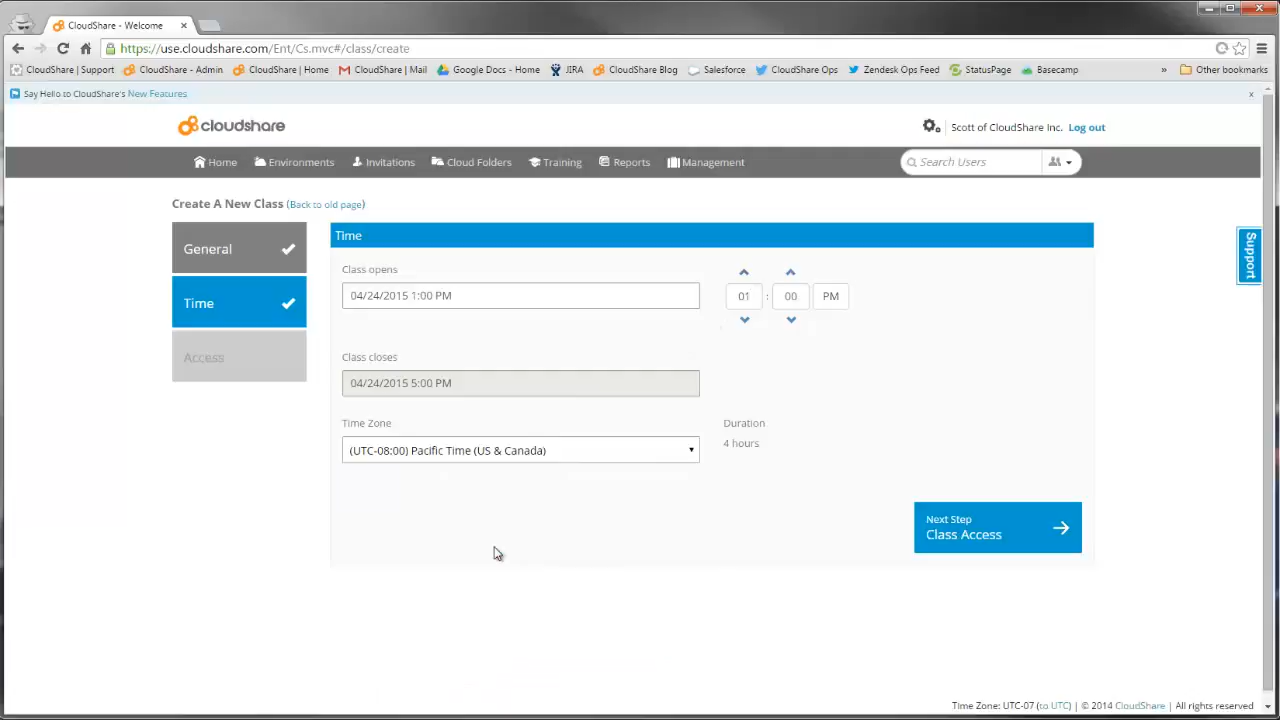 CloudShare - Welcome
https://use.cloudshare.com/Ent/Cs.mvc#/class/create
CloudShare | Support CloudShare - Admin CloudShare | Home CloudShare | Mail Google Docs - Home JIRA CloudShare Blog Salesforce CloudShare Ops Zendesk Ops Feed StatusPage Basecamp » Other bookmarks
Say Hello to CloudShare's New Features x
cloudshare Scott of CloudShare Inc. Log out
Home Environments Invitations Cloud Folders Training Reports Management Search Users
Create A New Class (Back to old page)
General
Time
Access
Time
Class opens
04/24/2015 1:00 PM 01 : 00 PM
Class closes
04/24/2015 5:00 PM
Time Zone Duration
(UTC-08:00) Pacific Time (US & Canada) 4 hours
Next Step
Class Access
Support
Time Zone: UTC-07 (to UTC) | © 2014 CloudShare | All rights reserved